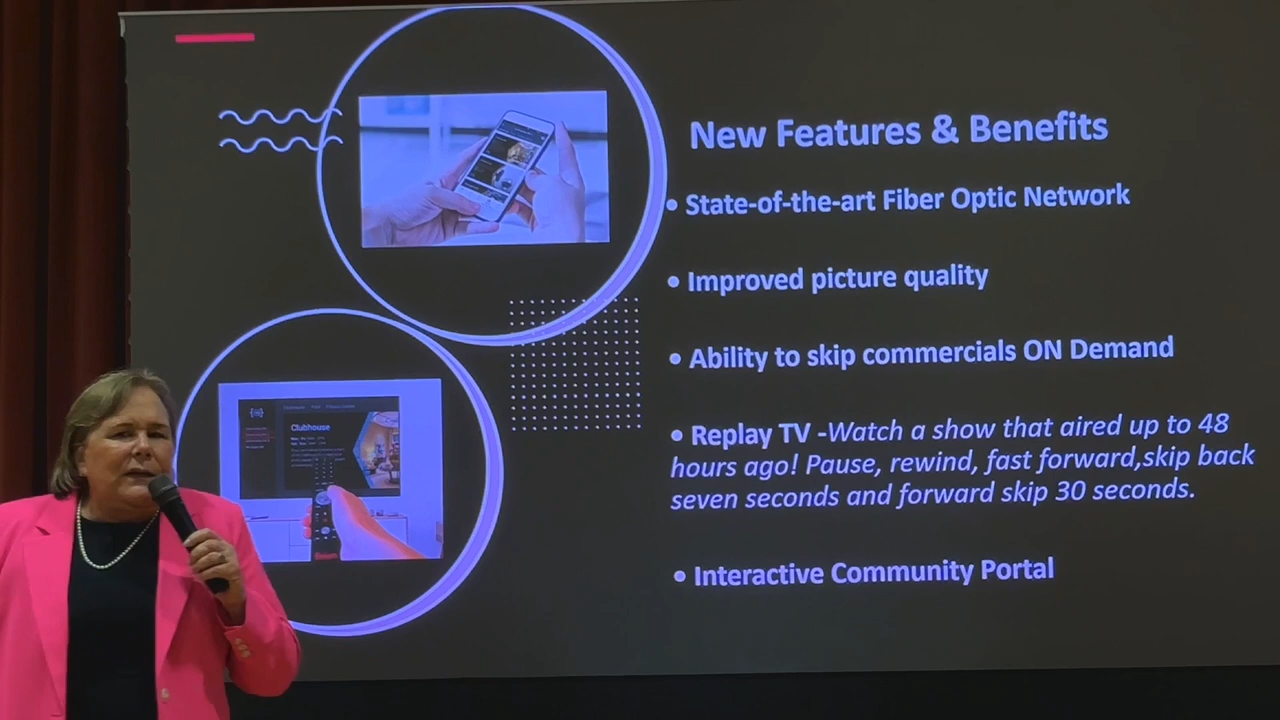 New Features & Benefits
• State-of-the-art Fiber Optic Network
• Improved picture quality
• Ability to skip commercials ON Demand
• Replay TV -Watch a show that aired up to 48
hours ago! Pause, rewind, fast forward,skip back
seven seconds and forward skip 30 seconds.
Clubhouse
• Interactive Community Portal